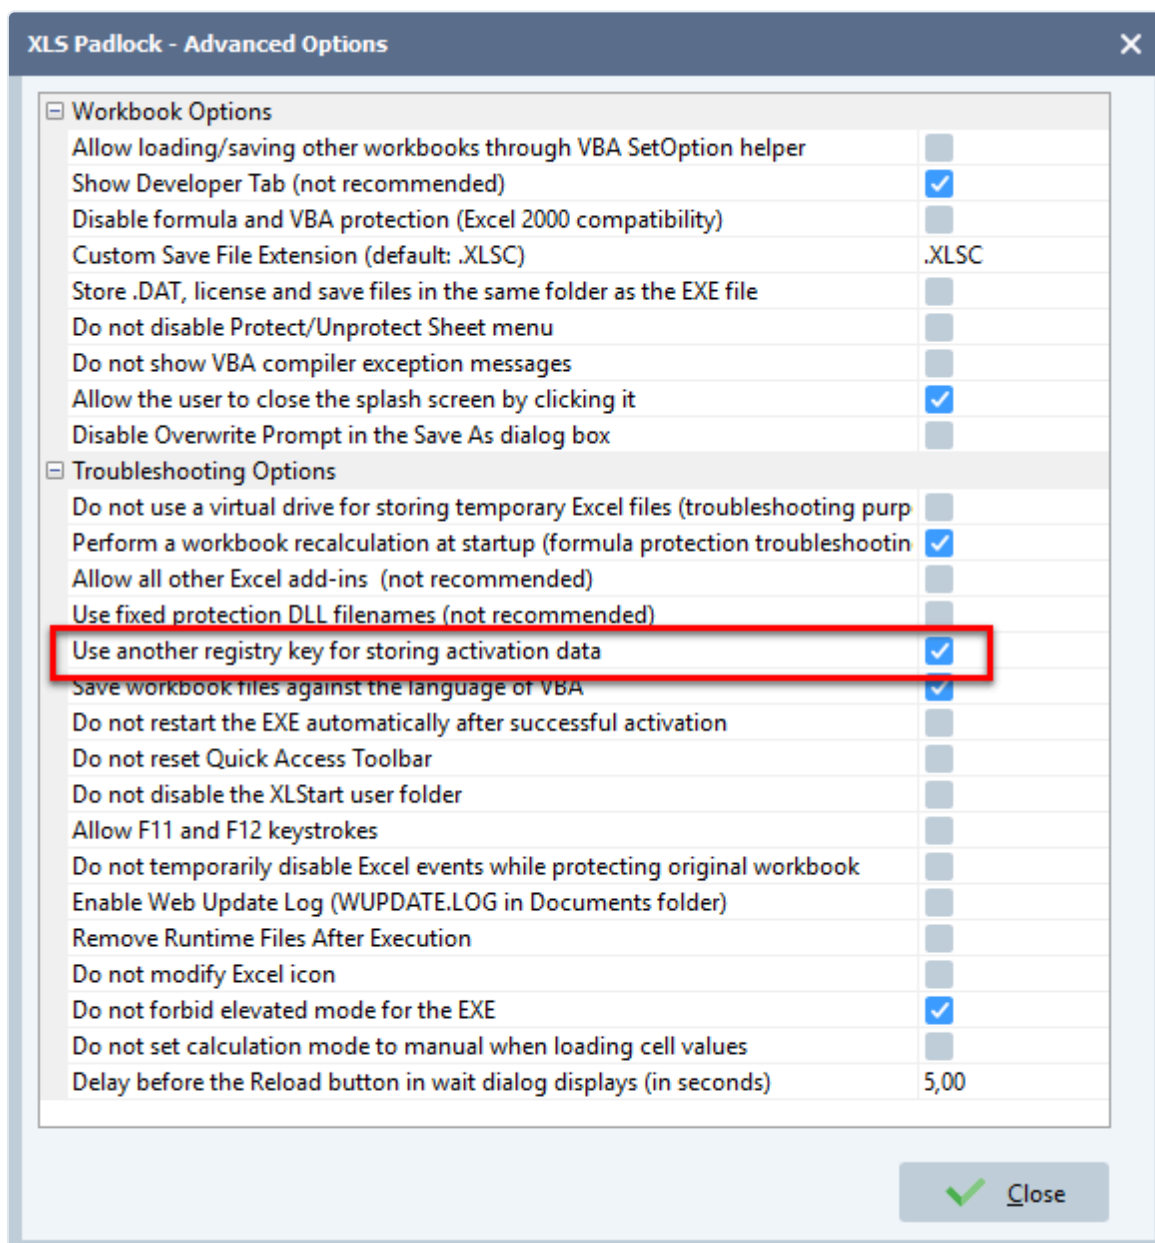 XLS Padlock - Advanced Options
Workbook Options
Allow loading/saving other workbooks through VBA SetOption helper
Show Developer Tab (not recommended)
Disable formula and VBA protection (Excel 2000 compatibility)
Custom Save File Extension (default: .XLSC) .XLSC
Store .DAT, license and save files in the same folder as the EXE file
Do not disable Protect/Unprotect Sheet menu
Do not show VBA compiler exception messages
Allow the user to close the splash screen by clicking it
Disable Overwrite Prompt in the Save As dialog box
Troubleshooting Options
Do not use a virtual drive for storing temporary Excel files (troubleshooting purp
Perform a workbook recalculation at startup (formula protection troubleshootin
Allow all other Excel add-ins (not recommended)
Use fixed protection DLL filenames (not recommended)
Use another registry key for storing activation data
Save workbook files against the language of VBA
Do not restart the EXE automatically after successful activation
Do not reset Quick Access Toolbar
Do not disable the XLStart user folder
Allow F11 and F12 keystrokes
Do not temporarily disable Excel events while protecting original workbook
Enable Web Update Log (WUPDATE.LOG in Documents folder)
Remove Runtime Files After Execution
Do not modify Excel icon
Do not forbid elevated mode for the EXE
Do not set calculation mode to manual when loading cell values
Delay before the Reload button in wait dialog displays (in seconds) 5,00
Close